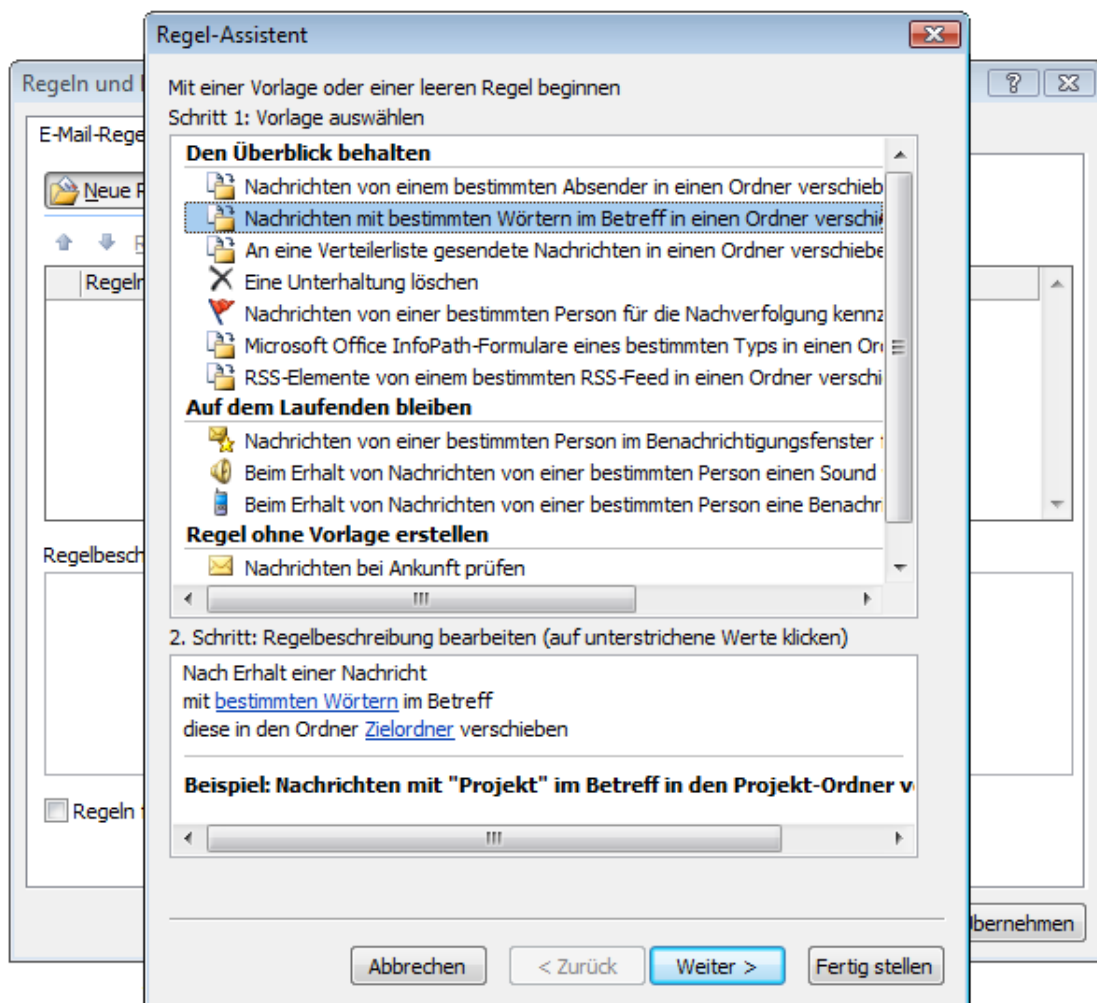 Regel-Assistent
Regeln und
Mit einer Vorlage oder einer leeren Regel beginnen
Schritt 1: Vorlage auswählen
E-Mail-Rege
Den Überblick behalten
Neue
Nachrichten von einem bestimmten Absender in einen Ordner verschieb
Nachrichten mit bestimmten Wörtern im Betreff in einen Ordner verschi
An eine Verteilerliste gesendete Nachrichten in einen Ordner verschiebe
Regeln
Eine Unterhaltung löschen
Nachrichten von einer bestimmten Person für die Nachverfolgung kennz
Microsoft Office InfoPath-Formulare eines bestimmten Typs in einen Or
RSS-Elemente von einem bestimmten RSS-Feed in einen Ordner verschi
Auf dem Laufenden bleiben
Nachrichten von einer bestimmten Person im Benachrichtigungsfenster
Beim Erhalt von Nachrichten von einer bestimmten Person einen Sound
Beim Erhalt von Nachrichten von einer bestimmten Person eine Benachr
Regel ohne Vorlage erstellen
Regelbesch
Nachrichten bei Ankunft prüfen
2. Schritt: Regelbeschreibung bearbeiten (auf unterstrichene Werte klicken)
Nach Erhalt einer Nachricht
mit bestimmten Wörtern im Betreff
diese in den Ordner Zielordner verschieben
Beispiel: Nachrichten mit "Projekt" im Betreff in den Projekt-Ordner v
Regeln
bernehmen
Abbrechen
< Zurück
Weiter >
Fertig stellen